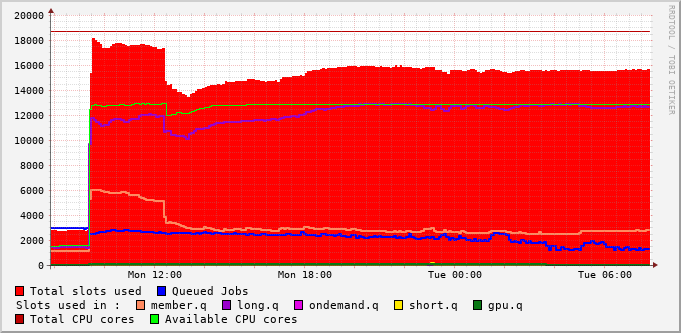 20000
18000
16000
14000
12000
10000
8000
6000
4000
2000
0
Mon 12:00 Mon 18:00 Tue 00:00 Tue 06:00
RRDTOOL / TOBI OETIKER
Total slots used Queued Jobs
Slots used in : member.q long.q ondemand.q short.q gpu.q
Total CPU cores Available CPU cores